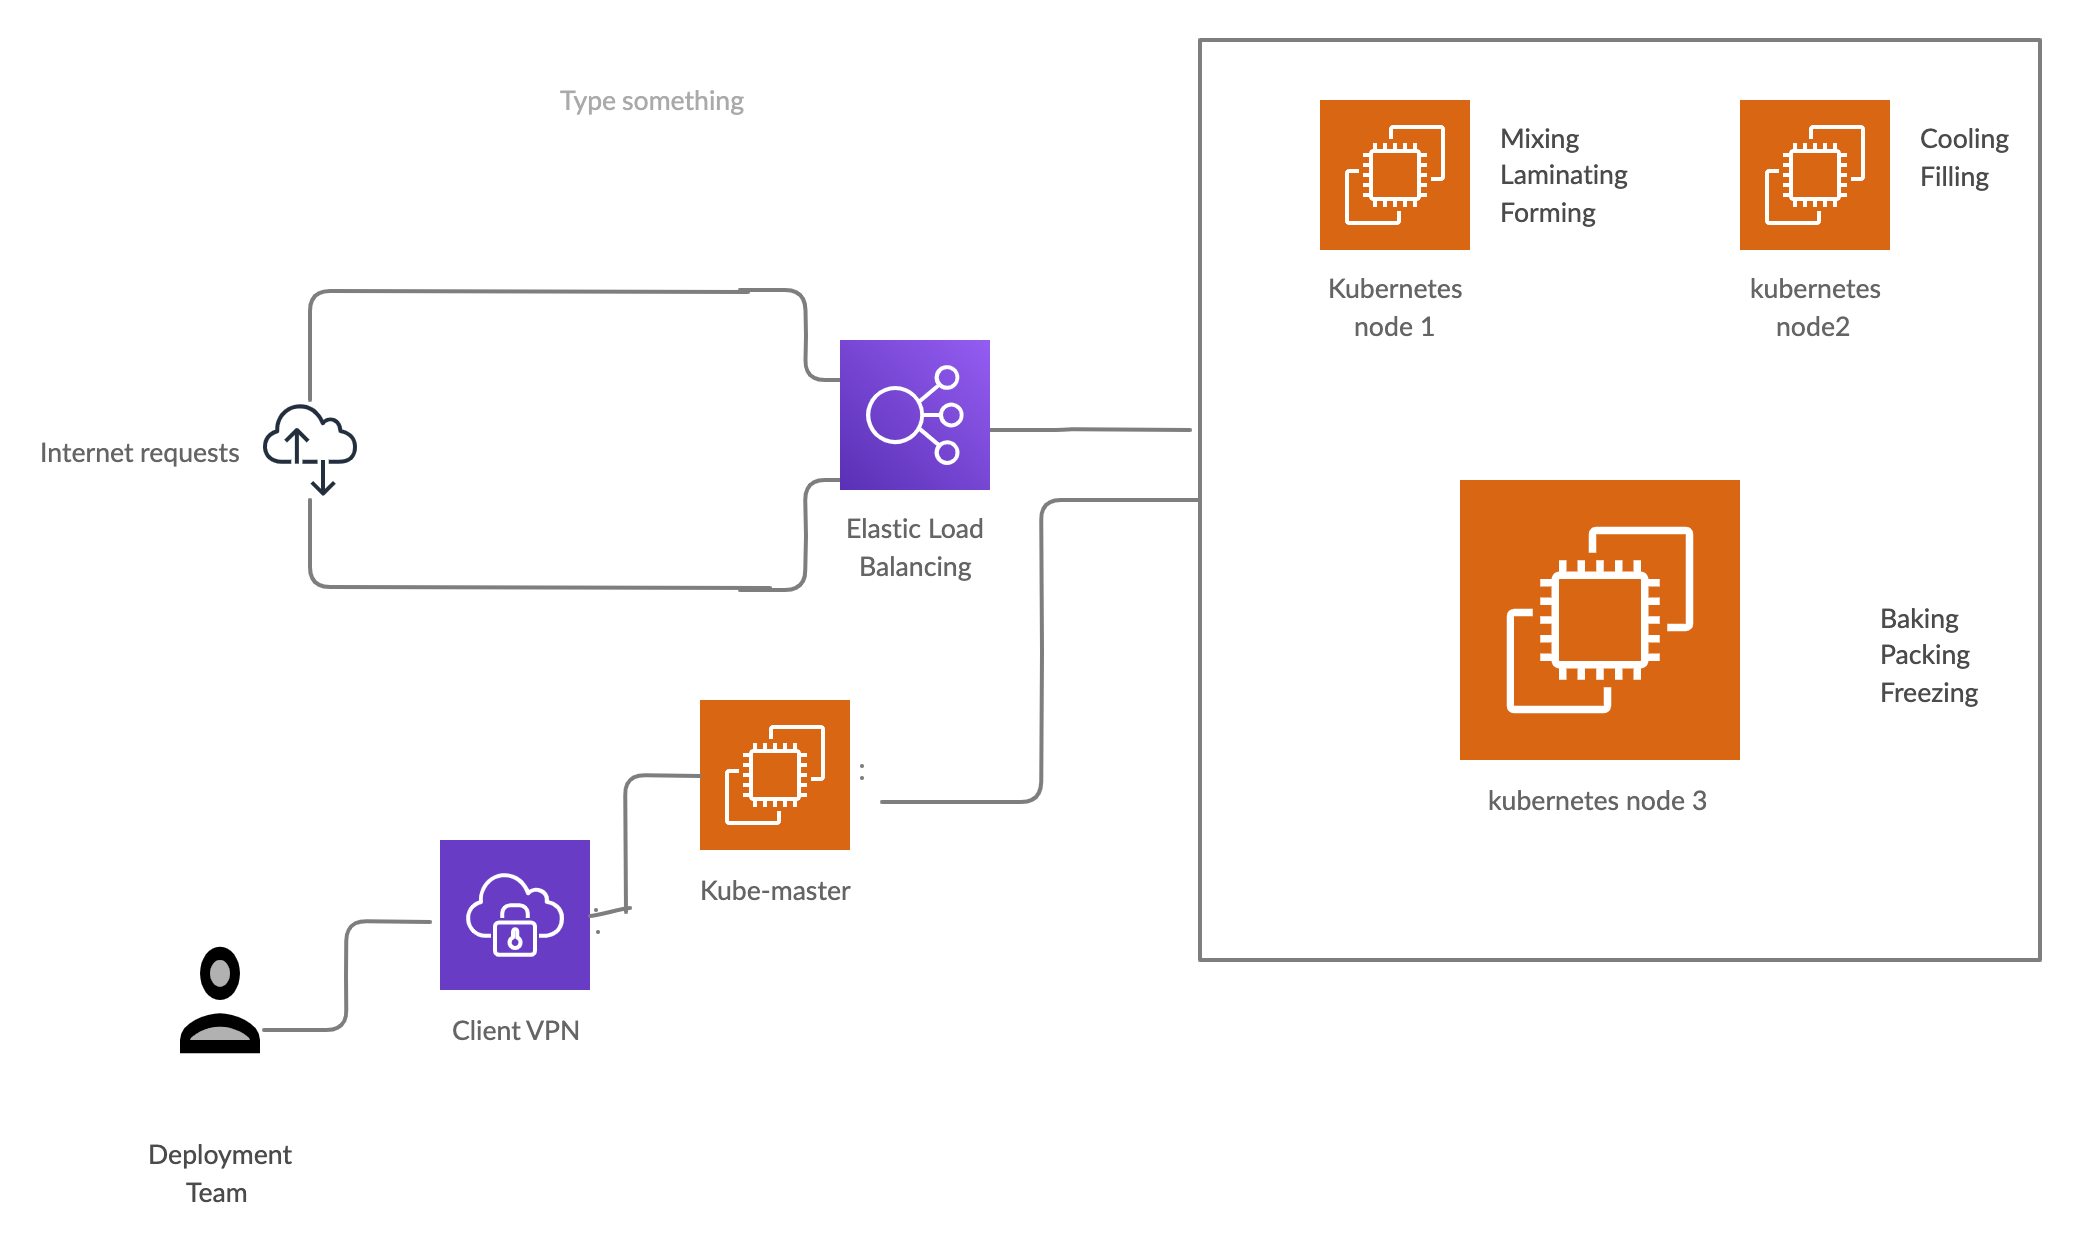 Type something
Mixing
Laminating
Forming
Cooling
Filling
Kubernetes
node 1
kubernetes
node2
Internet requests
Elastic Load
Balancing
Baking
Packing
Freezing
kubernetes node 3
Kube-master
Client VPN
Deployment
Team